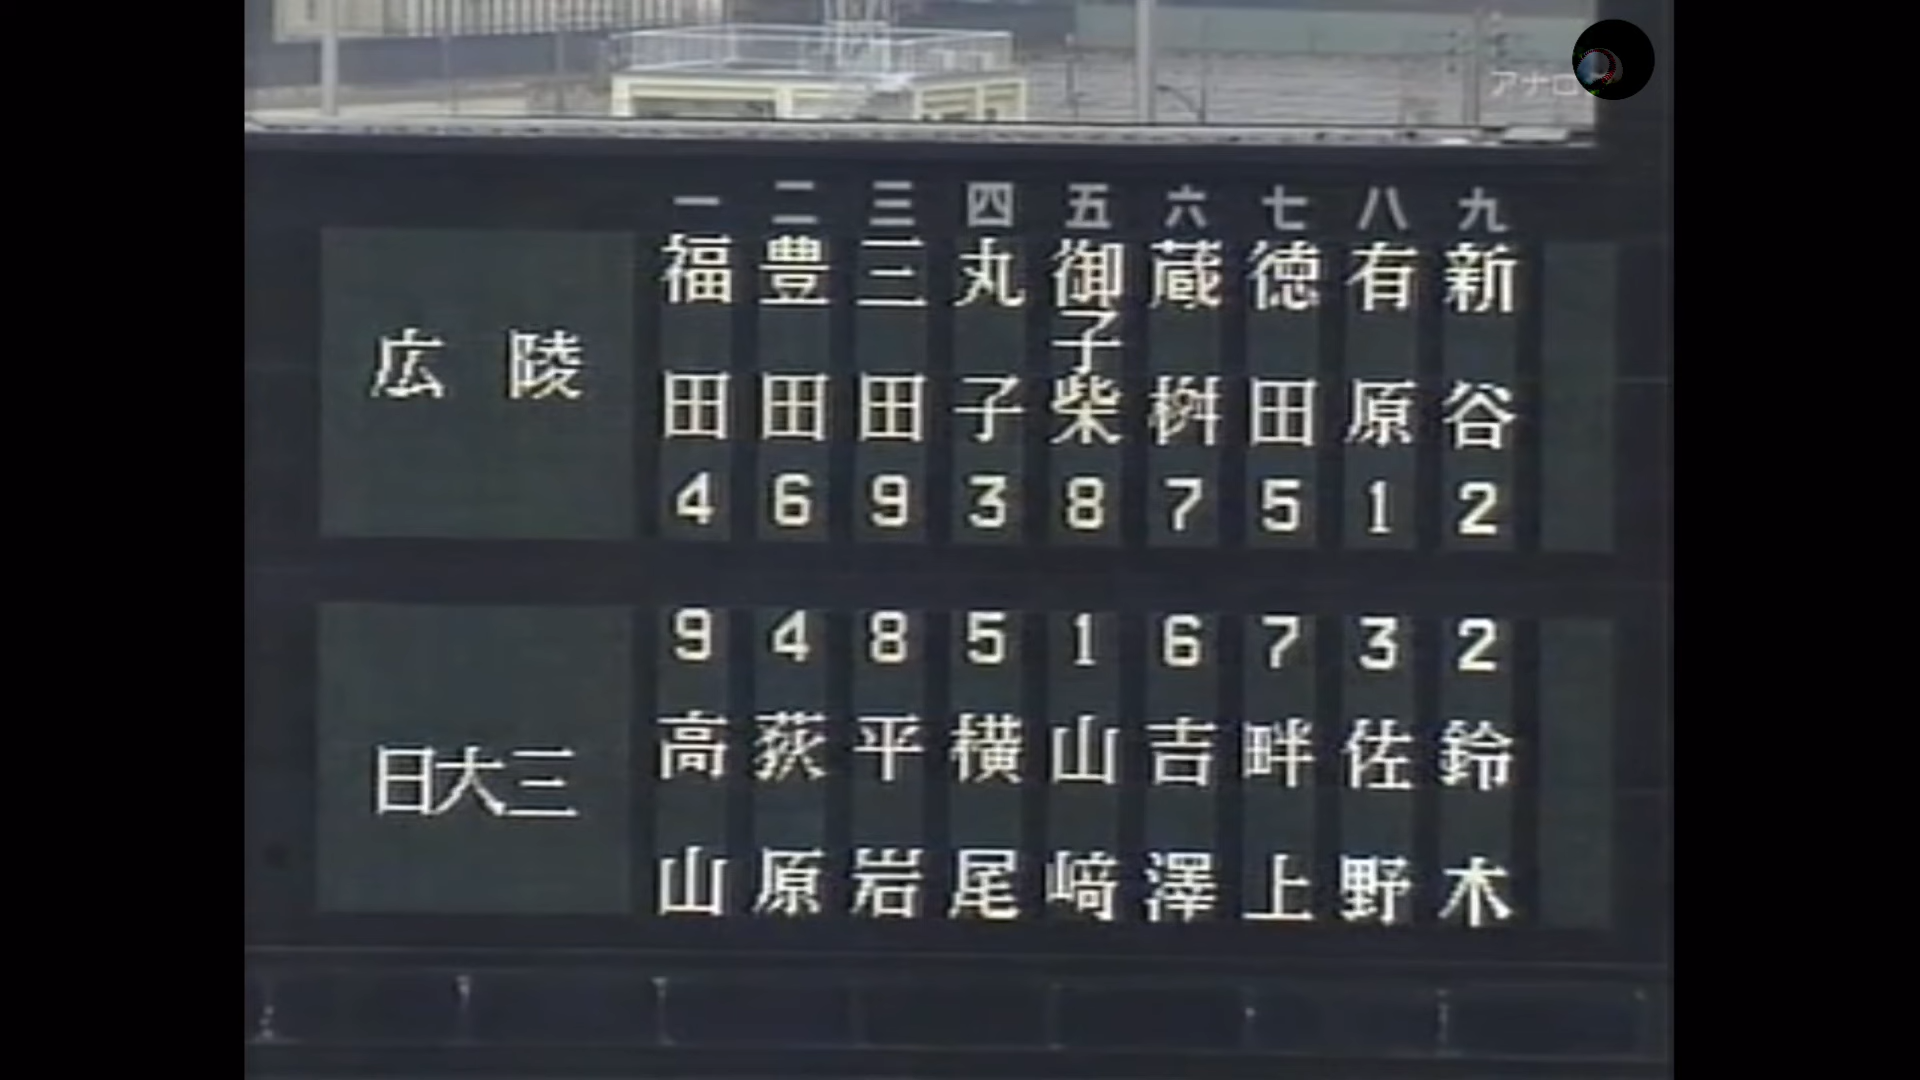 アナロ
一 二 三 四 五 六 七 八 九
広陵
福田 豊田 三田 丸子 御子柴 蔵桝 徳田 有原 新谷
4 6 9 3 8 7 5 1 2
9 4 8 5 1 6 7 3 2
日大三
高山 荻原 平岩 横尾 山﨑 吉澤 畔上 佐野 鈴木